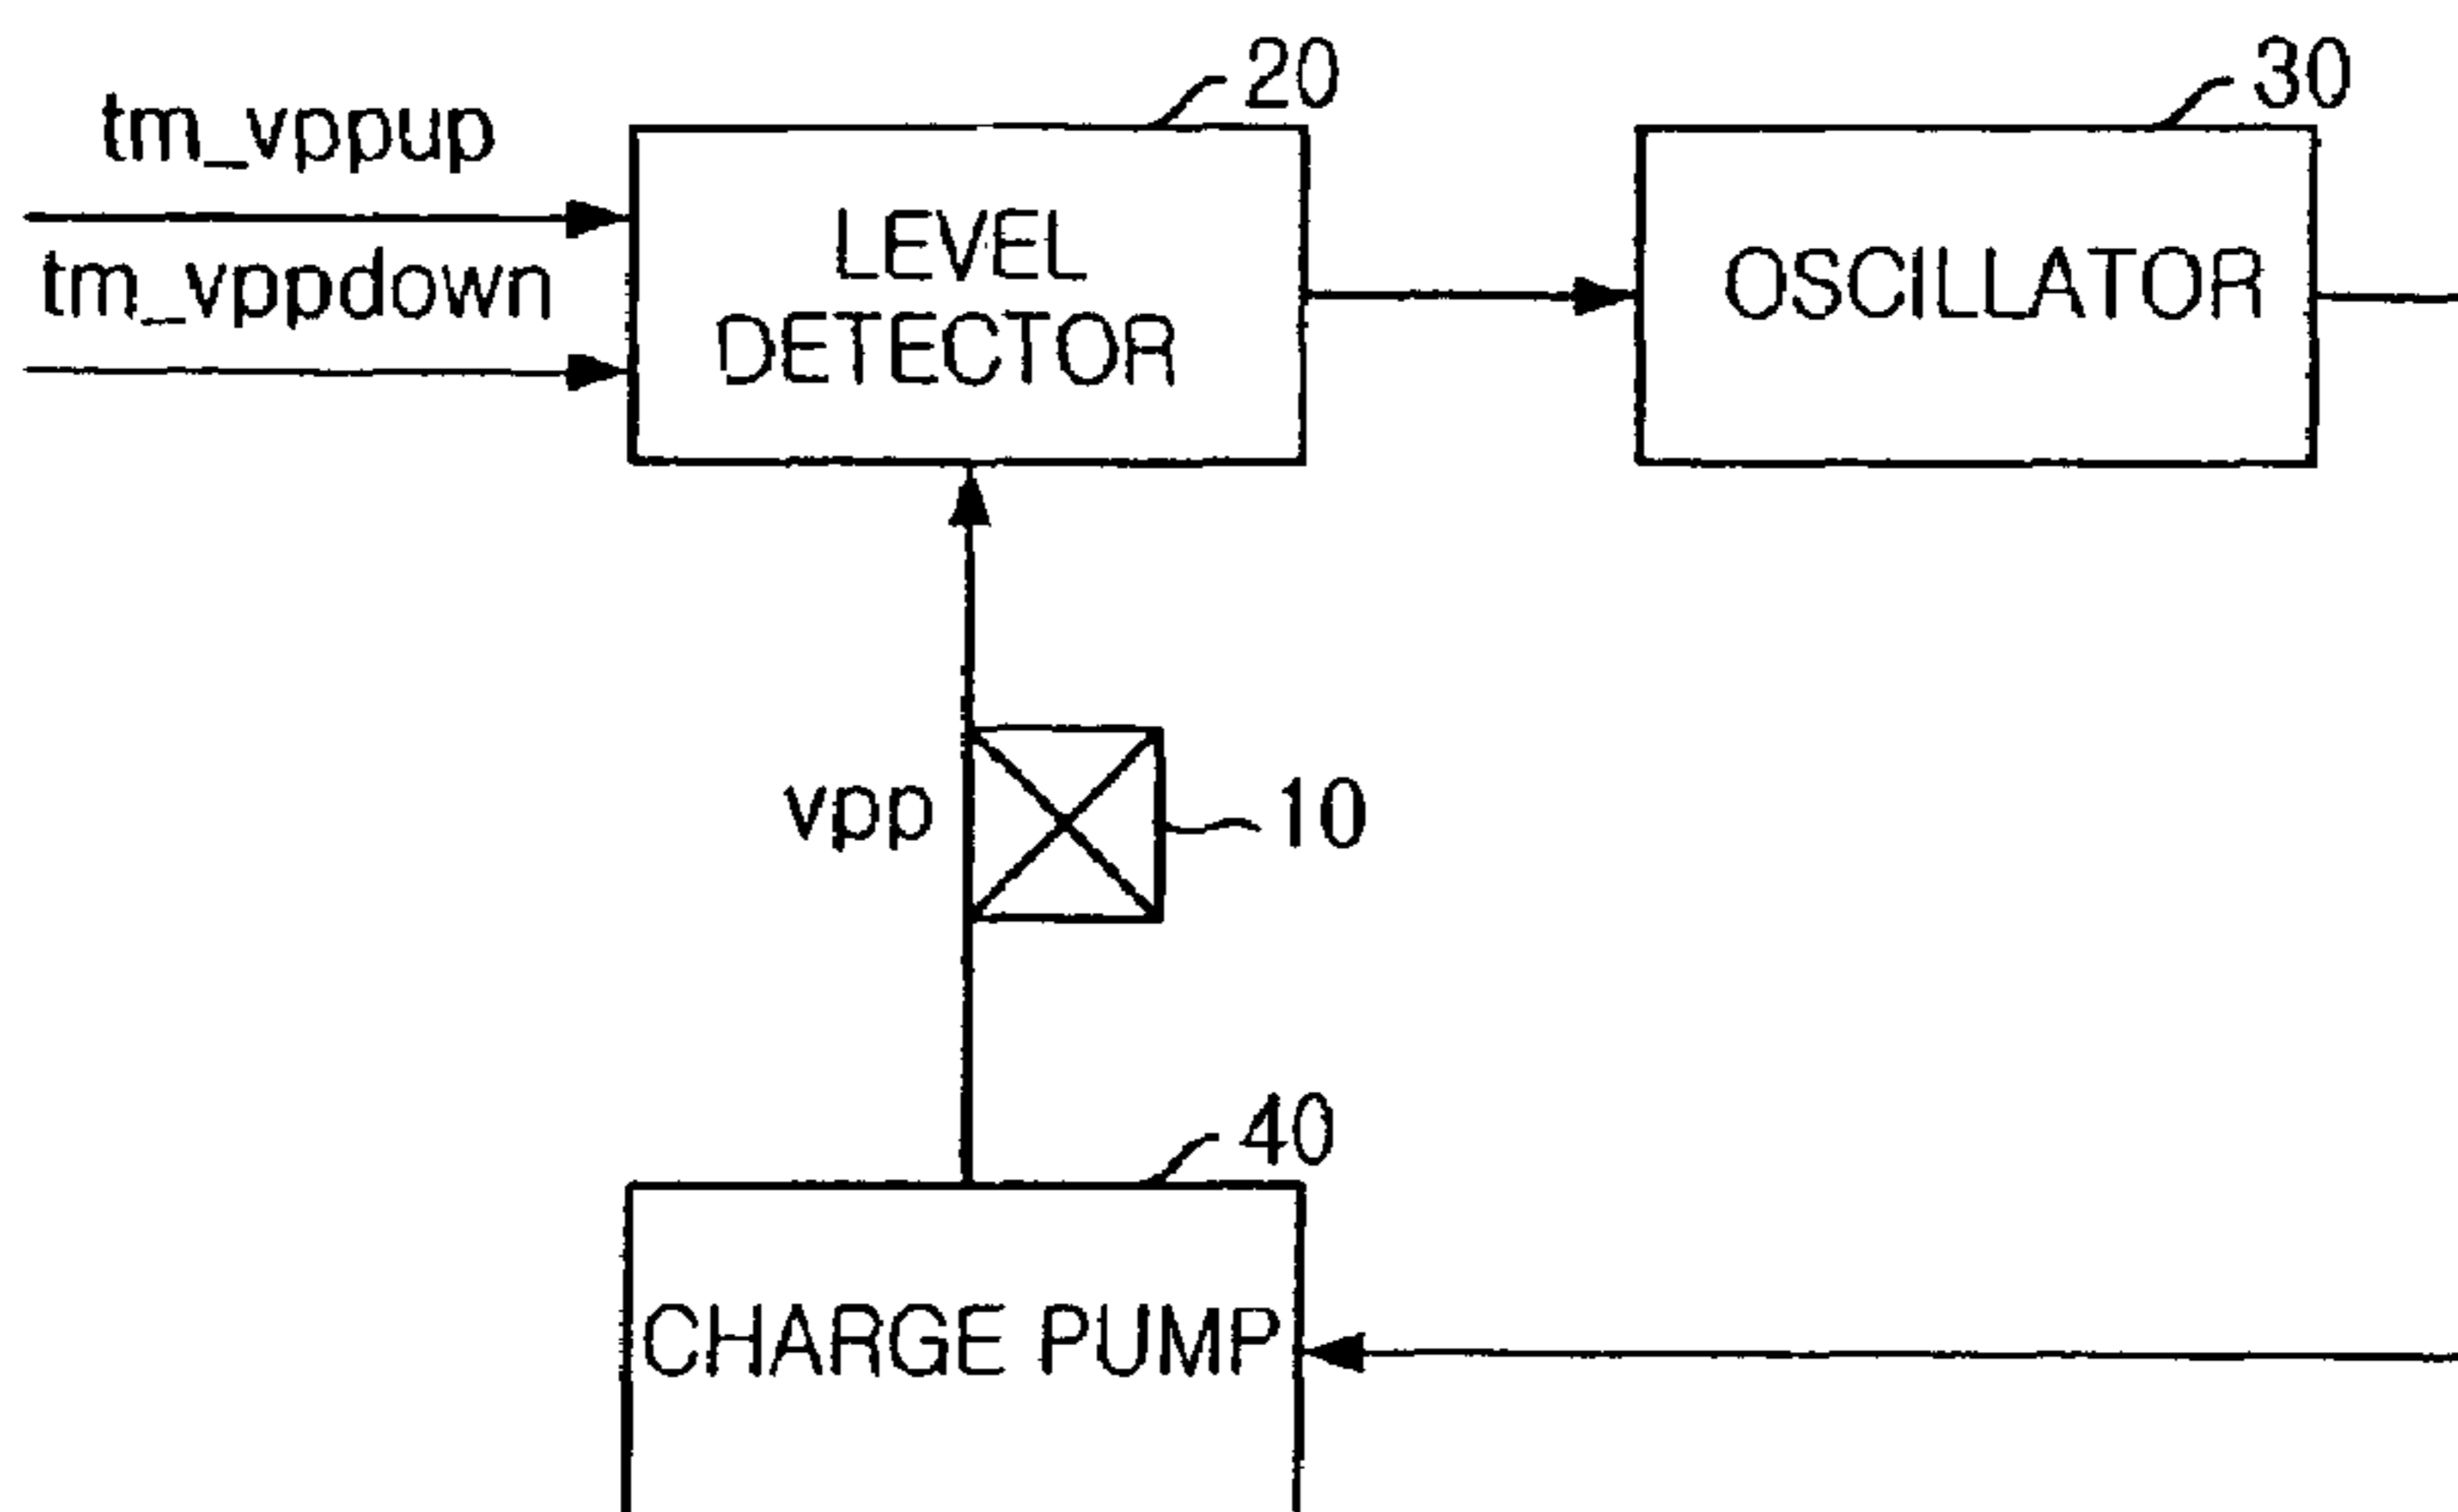 20
30
tm_vppup
tm_vppdown
LEVEL
DETECTOR
OSCILLATOR
vpp
10
40
CHARGE PUMP